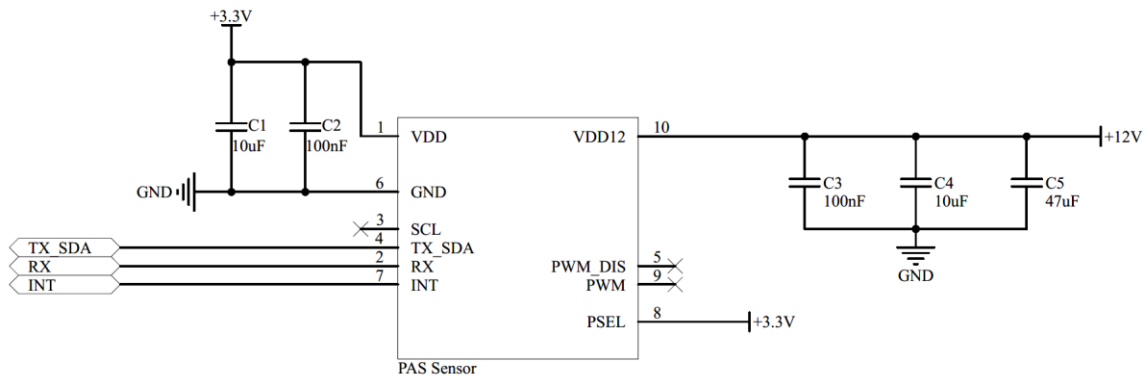 +3.3V
C1
10uF
C2
100nF
GND
1
VDD
6
GND
3
SCL
4
TX_SDA
2
RX
7
INT
TX_SDA
RX
INT
VDD12
10
PWM_DIS
5
PWM
9
PSEL
8
+3.3V
+12V
C3
100nF
C4
10uF
C5
47uF
GND
PAS Sensor